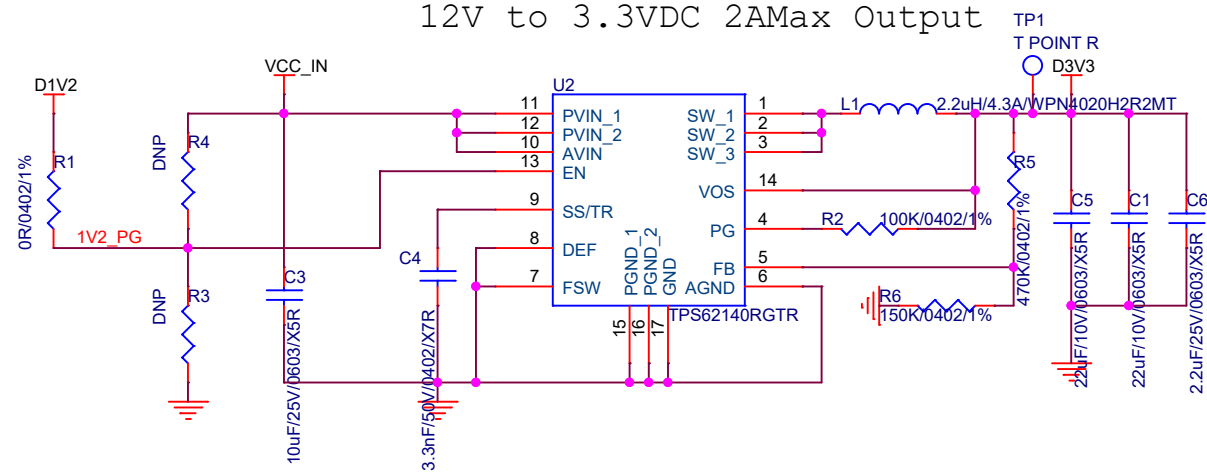 12V to 3.3VDC 2AMax Output
TP1
T POINT R
D1V2
VCC_IN
D3V3
U2
R1
0R/0402/1%
R4
DNP
1V2_PG
R3
DNP
C3
10uF/25V/0603/X5R
C4
3.3nF/50V/0402/X7R
11
PVIN_1
12
PVIN_2
10
AVIN
13
EN
9
SS/TR
8
DEF
7
FSW
SW_1
1
SW_2
2
SW_3
3
VOS
14
PG
4
FB
5
AGND
6
PGND_1
PGND_2
GND
15
16
17
TPS62140RGTR
L1
2.2uH/4.3A/WPN4020H2R2MT
R2
100K/0402/1%
R5
470K/0402/1%
R6
150K/0402/1%
C5
22uF/10V/0603/X5R
C1
22uF/10V/0603/X5R
C6
2.2uF/25V/0603/X5R